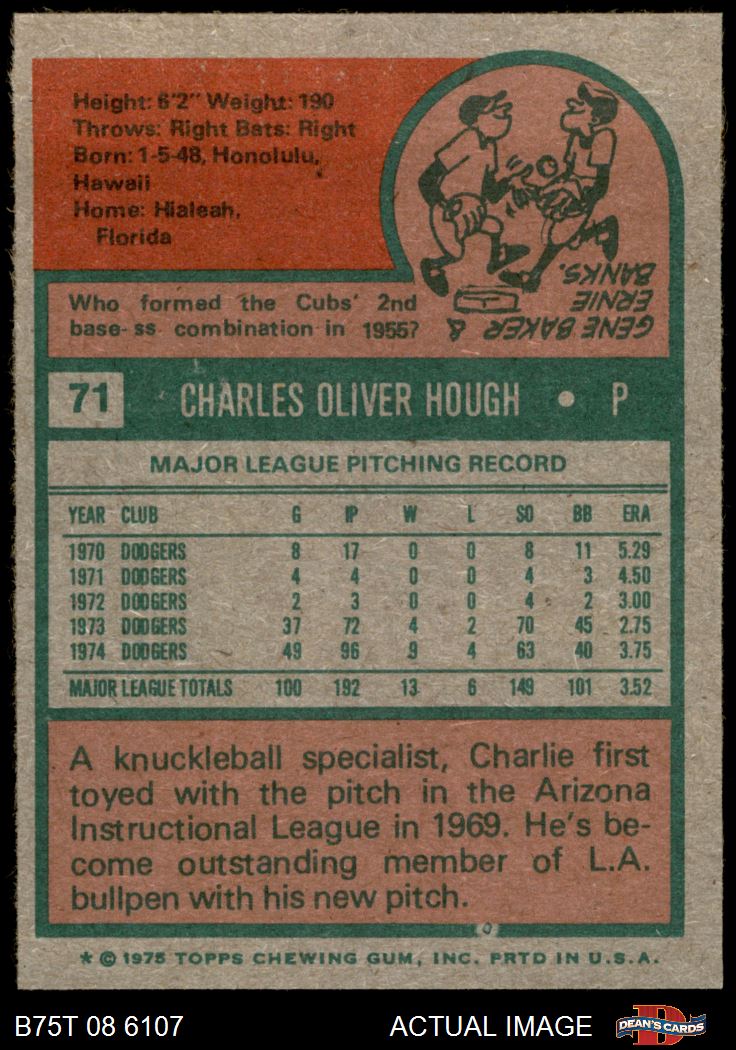 Height: 6'2" Weight: 190
Throws: Right Bats: Right
Born: 1-5-48, Honolulu,
Hawaii
Home: Hialeah,
Florida
Who formed the Cubs' 2nd
base-ss combination in 1955?
GENE BAKER &
ERNIE
BANKS.
71 CHARLES OLIVER HOUGH • P
MAJOR LEAGUE PITCHING RECORD
YEAR CLUB G IP W L SO BB ERA
1970 DODGERS 8 17 0 0 8 11 5.29
1971 DODGERS 4 4 0 0 4 3 4.50
1972 DODGERS 2 3 0 0 4 2 3.00
1973 DODGERS 37 72 4 2 70 45 2.75
1974 DODGERS 49 96 9 4 63 40 3.75
MAJOR LEAGUE TOTALS 100 192 13 6 149 101 3.52
A knuckleball specialist, Charlie first
toyed with the pitch in the Arizona
Instructional League in 1969. He's be-
come outstanding member of L.A.
bullpen with his new pitch.
* © 1975 TOPPS CHEWING GUM, INC. PRTD IN U.S.A.
B75T 08 6107 ACTUAL IMAGE DEAN'S CARDS